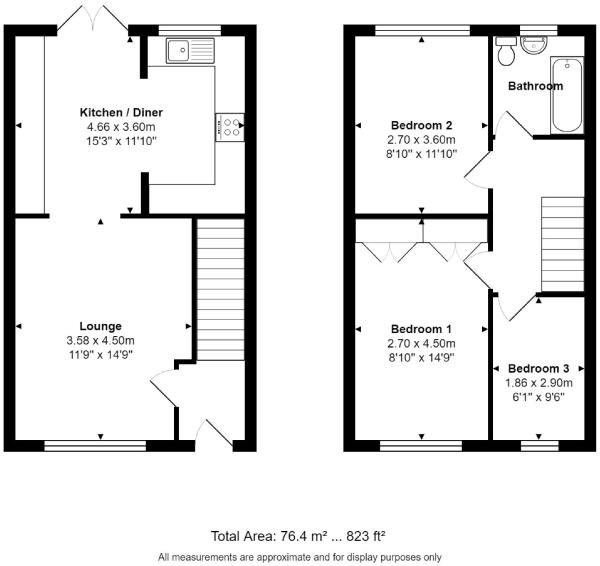 Kitchen / Diner
4.66 x 3.60m
15'3" x 11'10"
Lounge
3.58 x 4.50m
11'9" x 14'9"
Bathroom
Bedroom 2
2.70 x 3.60m
8'10" x 11'10"
Bedroom 1
2.70 x 4.50m
8'10" x 14'9"
Bedroom 3
1.86 x 2.90m
6'1" x 9'6"
Total Area: 76.4 m² ... 823 ft²
All measurements are approximate and for display purposes only